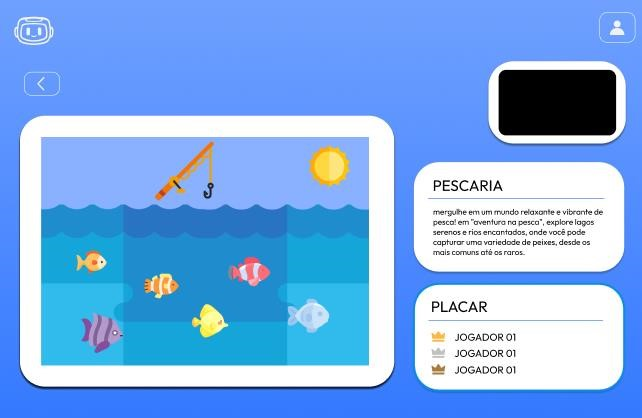 PESCARIA
mergulhe em um mundo relaxante e vibrante de
pesca! em "aventura na pesca", explore lagos
serenos e rios encantados, onde você pode
capturar uma variedade de peixes, desde os
mais comuns até os raros.
PLACAR
JOGADOR 01
JOGADOR 01
JOGADOR 01